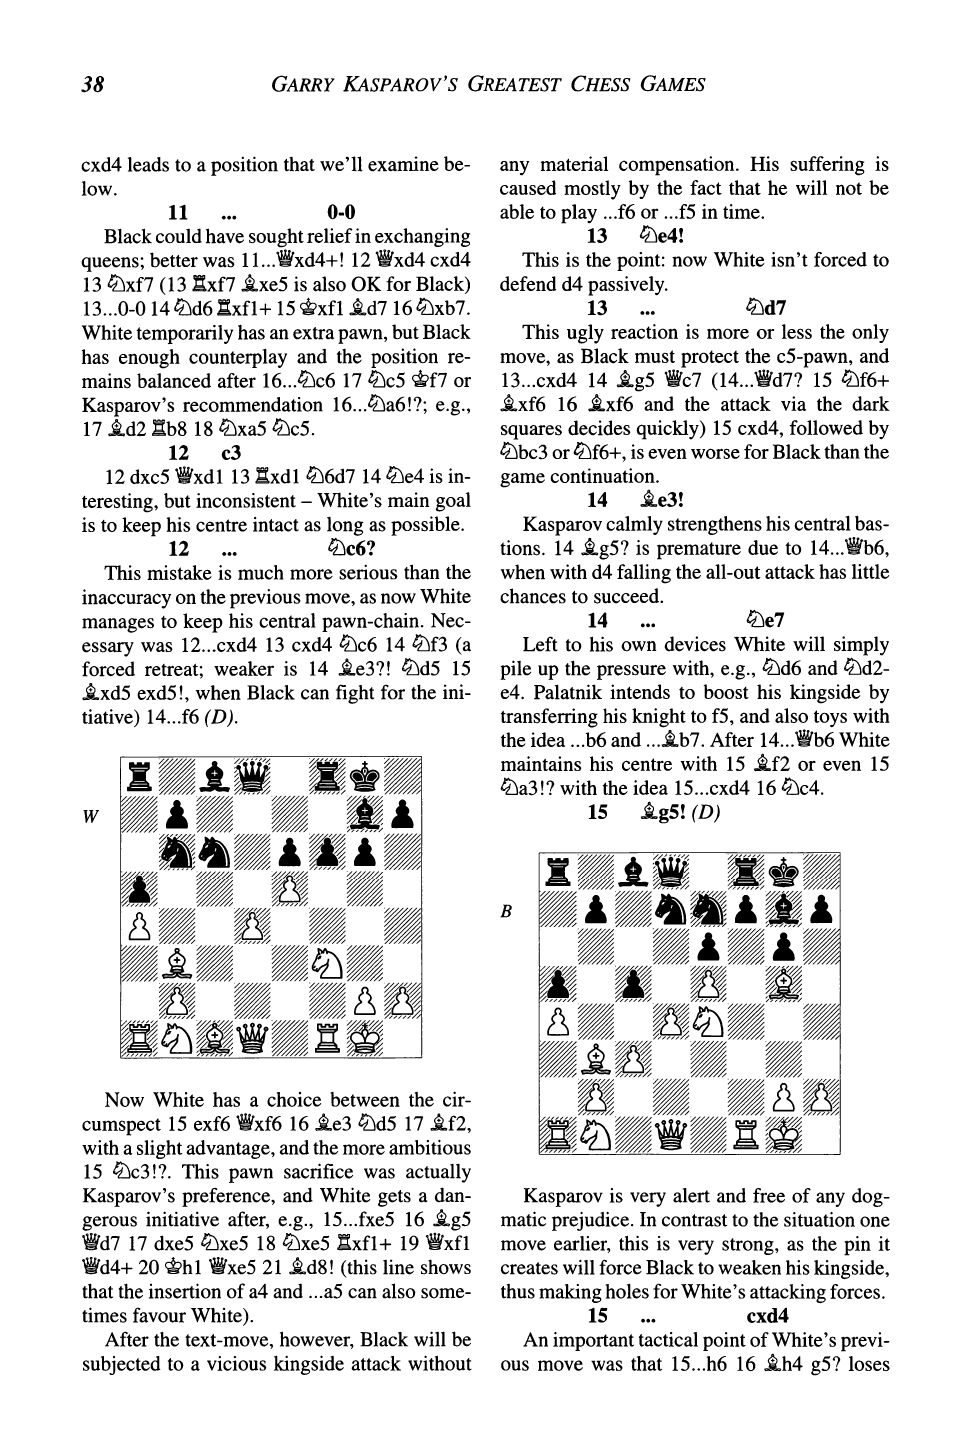 38
GARRY KASPAROV'S GREATEST CHESS GAMES
cxd4 leads to a position that we'll examine be-
low.
11 ... 0-0
Black could have sought relief in exchanging
queens; better was 11...♕xd4+! 12 ♕xd4 cxd4
13 ♘xf7 (13 ♖xf7 ♗xe5 is also OK for Black)
13...0-0 14 ♘d6 ♖xf1+ 15 ♔xf1 ♗d7 16 ♘xb7.
White temporarily has an extra pawn, but Black
has enough counterplay and the position re-
mains balanced after 16...♘c6 17 ♘c5 ♔f7 or
Kasparov's recommendation 16...♘a6!?; e.g.,
17 ♗d2 ♖b8 18 ♘xa5 ♘c5.
12 c3
12 dxc5 ♕xd1 13 ♖xd1 ♘6d7 14 ♘e4 is in-
teresting, but inconsistent – White's main goal
is to keep his centre intact as long as possible.
12 ... ♘c6?
This mistake is much more serious than the
inaccuracy on the previous move, as now White
manages to keep his central pawn-chain. Nec-
essary was 12...cxd4 13 cxd4 ♘c6 14 ♘f3 (a
forced retreat; weaker is 14 ♗e3?! ♘d5 15
♗xd5 exd5!, when Black can fight for the ini-
tiative) 14...f6 (D).
W
Now White has a choice between the cir-
cumspect 15 exf6 ♕xf6 16 ♗e3 ♘d5 17 ♗f2,
with a slight advantage, and the more ambitious
15 ♘c3!?. This pawn sacrifice was actually
Kasparov's preference, and White gets a dan-
gerous initiative after, e.g., 15...fxe5 16 ♗g5
♕d7 17 dxe5 ♘xe5 18 ♘xe5 ♖xf1+ 19 ♕xf1
♕d4+ 20 ♔h1 ♕xe5 21 ♗d8! (this line shows
that the insertion of a4 and ...a5 can also some-
times favour White).
After the text-move, however, Black will be
subjected to a vicious kingside attack without
any material compensation. His suffering is
caused mostly by the fact that he will not be
able to play ...f6 or ...f5 in time.
13 ♘e4!
This is the point: now White isn't forced to
defend d4 passively.
13 ... ♘d7
This ugly reaction is more or less the only
move, as Black must protect the c5-pawn, and
13...cxd4 14 ♗g5 ♕c7 (14...♕d7? 15 ♘f6+
♗xf6 16 ♗xf6 and the attack via the dark
squares decides quickly) 15 cxd4, followed by
♘bc3 or ♘f6+, is even worse for Black than the
game continuation.
14 ♗e3!
Kasparov calmly strengthens his central bas-
tions. 14 ♗g5? is premature due to 14...♕b6,
when with d4 falling the all-out attack has little
chances to succeed.
14 ... ♘e7
Left to his own devices White will simply
pile up the pressure with, e.g., ♘d6 and ♘d2-
e4. Palatnik intends to boost his kingside by
transferring his knight to f5, and also toys with
the idea ...b6 and ...♗b7. After 14...♕b6 White
maintains his centre with 15 ♗f2 or even 15
♘a3!? with the idea 15...cxd4 16 ♘c4.
15 ♗g5! (D)
B
Kasparov is very alert and free of any dog-
matic prejudice. In contrast to the situation one
move earlier, this is very strong, as the pin it
creates will force Black to weaken his kingside,
thus making holes for White's attacking forces.
15 ... cxd4
An important tactical point of White's previ-
ous move was that 15...h6 16 ♗h4 g5? loses